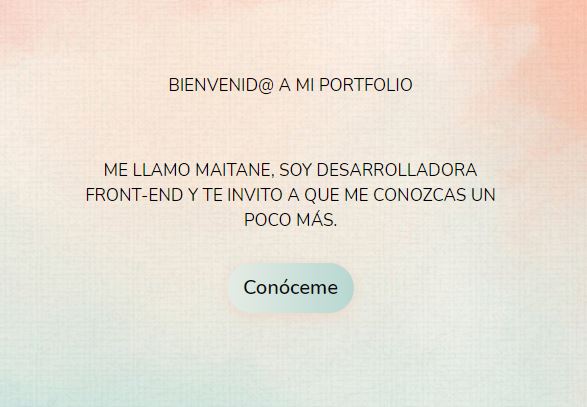 BIENVENID@ A MI PORTFOLIO
ME LLAMO MAITANE, SOY DESARROLLADORA
FRONT-END Y TE INVITO A QUE ME CONOZCAS UN
POCO MÁS.
Conóceme